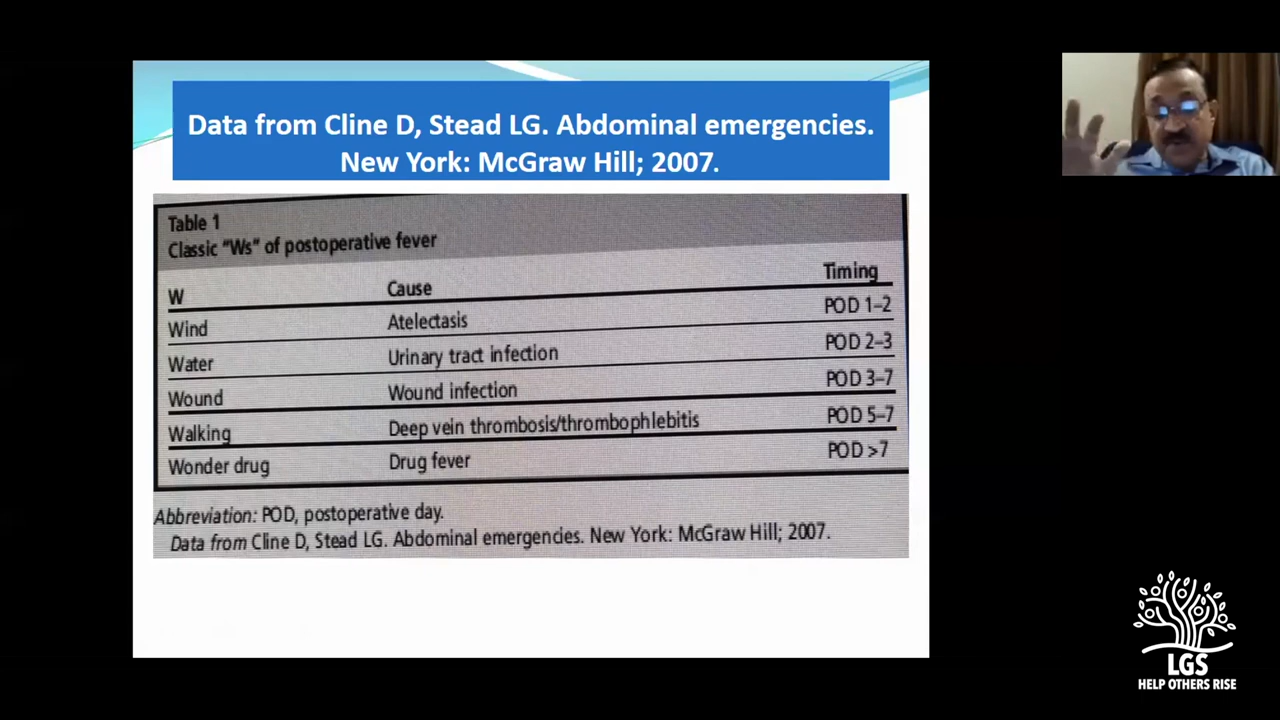 Data from Cline D, Stead LG. Abdominal emergencies.
New York: McGraw Hill; 2007.
Table 1
Classic "Ws" of postoperative fever
W Cause Timing
Wind Atelectasis POD 1–2
Water Urinary tract infection POD 2–3
Wound Wound infection POD 3–7
Walking Deep vein thrombosis/thrombophlebitis POD 5–7
Wonder drug Drug fever POD >7
Abbreviation: POD, postoperative day.
Data from Cline D, Stead LG. Abdominal emergencies. New York: McGraw Hill; 2007.
LGS
HELP OTHERS RISE